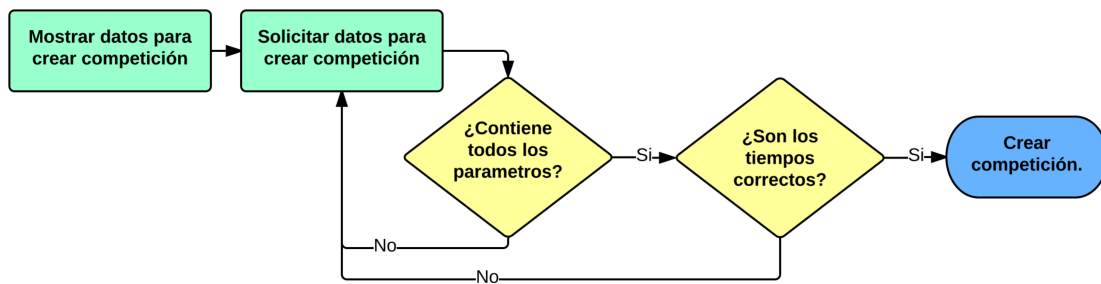 Mostrar datos para
crear competición
Solicitar datos para
crear competición
¿Contiene
todos los
parametros?
Si
¿Son los
tiempos
correctos?
Si
Crear
competición.
No
No